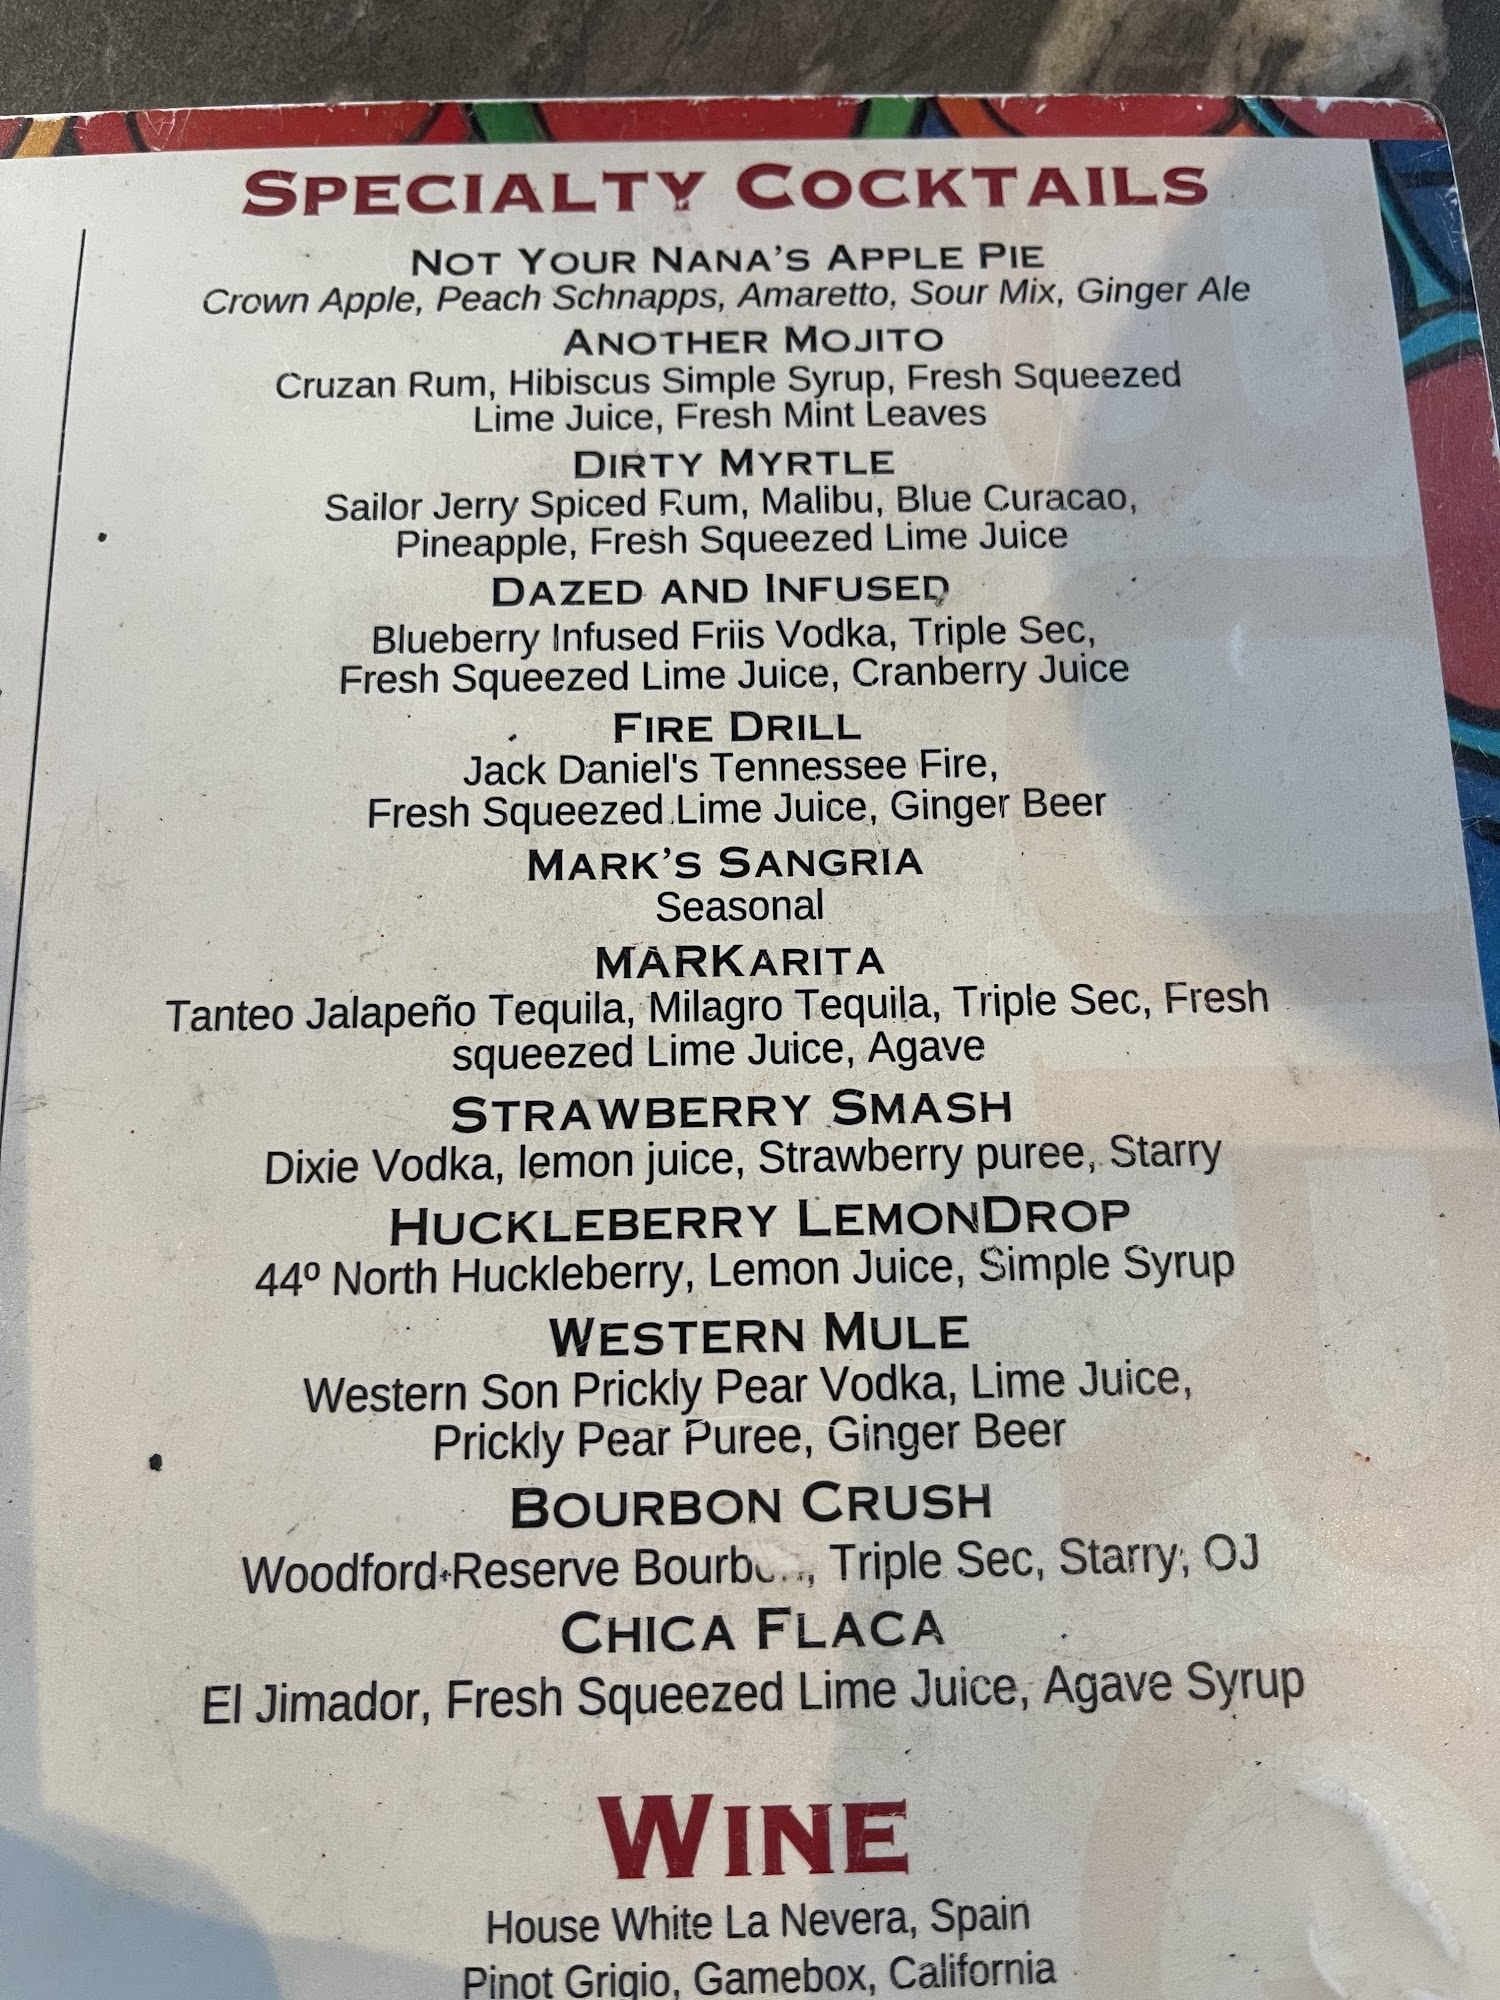 Specialty Cocktails
Not Your Nana's Apple Pie
Crown Apple, Peach Schnapps, Amaretto, Sour Mix, Ginger Ale
Another Mojito
Cruzan Rum, Hibiscus Simple Syrup, Fresh Squeezed
Lime Juice, Fresh Mint Leaves
Dirty Myrtle
Sailor Jerry Spiced Rum, Malibu, Blue Curacao,
Pineapple, Fresh Squeezed Lime Juice
Dazed and Infused
Blueberry Infused Friis Vodka, Triple Sec,
Fresh Squeezed Lime Juice, Cranberry Juice
Fire Drill
Jack Daniel's Tennessee Fire,
Fresh Squeezed Lime Juice, Ginger Beer
Mark's Sangria
Seasonal
MARKarita
Tanteo Jalapeño Tequila, Milagro Tequila, Triple Sec, Fresh
squeezed Lime Juice, Agave
Strawberry Smash
Dixie Vodka, lemon juice, Strawberry puree, Starry
Huckleberry LemonDrop
44º North Huckleberry, Lemon Juice, Simple Syrup
Western Mule
Western Son Prickly Pear Vodka, Lime Juice,
Prickly Pear Puree, Ginger Beer
Bourbon Crush
Woodford Reserve Bourbon, Triple Sec, Starry, OJ
Chica Flaca
El Jimador, Fresh Squeezed Lime Juice, Agave Syrup
Wine
House White La Nevera, Spain
Pinot Grigio, Gamebox, California